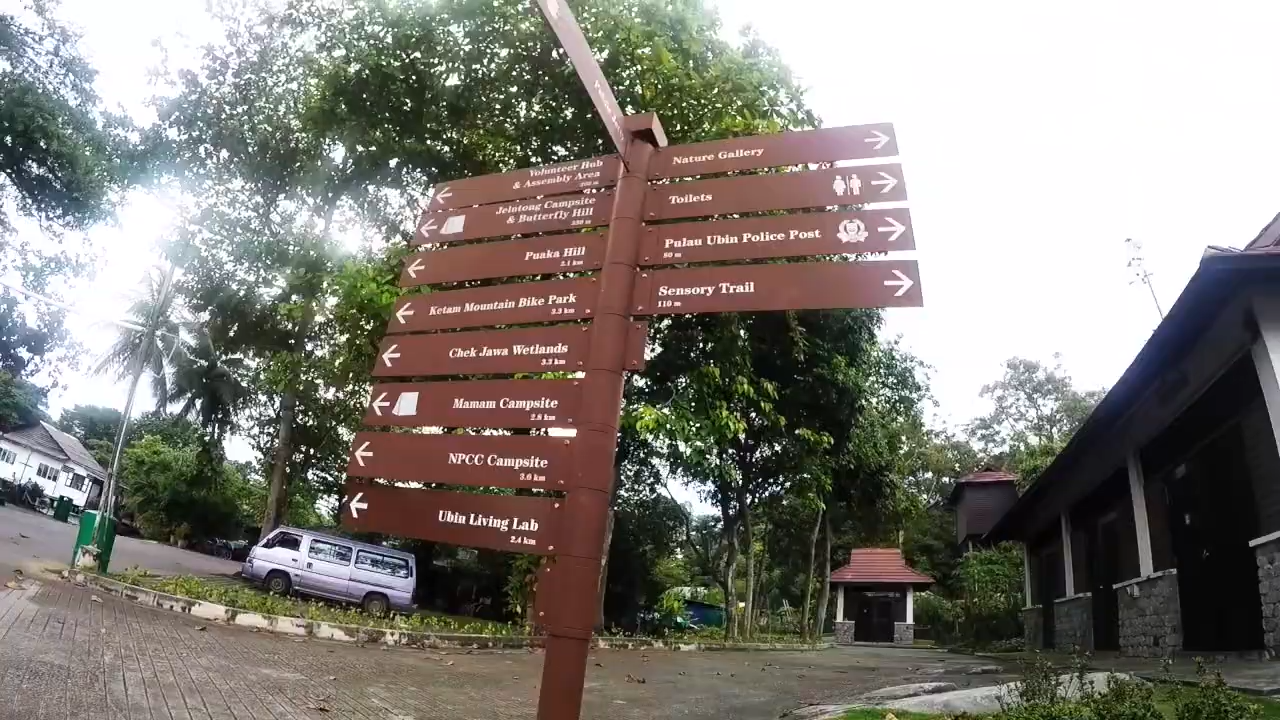 Volunteer Hub
& Assembly Area
Jelutong Campsite
& Butterfly Hill
Puaka Hill
2.1 km
Ketam Mountain Bike Park
2.3 km
Chek Jawa Wetlands
3.3 km
Mamam Campsite
2.8 km
NPCC Campsite
3.0 km
Ubin Living Lab
2.4 km
Nature Gallery
Toilets
Pulau Ubin Police Post
80 m
Sensory Trail
110 m